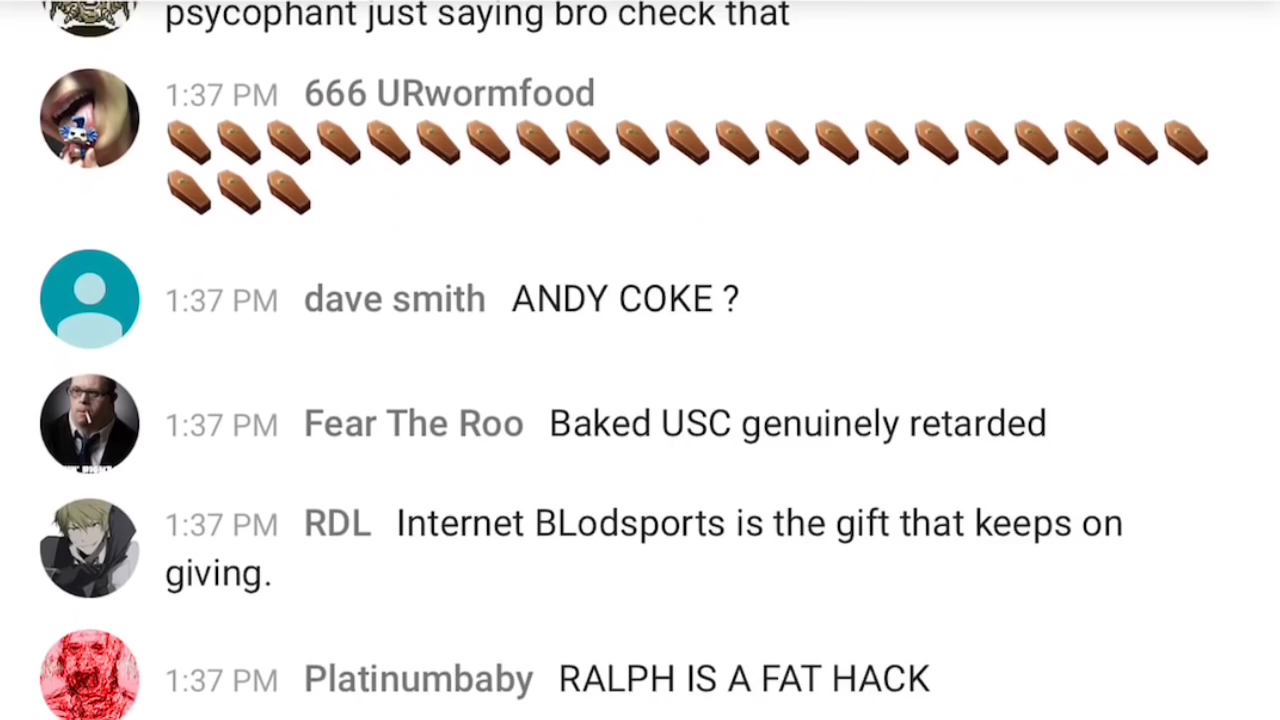 psycophant just saying bro check that
1:37 PM 666 URwormfood
⚰️⚰️⚰️⚰️⚰️⚰️⚰️⚰️⚰️⚰️⚰️⚰️⚰️⚰️⚰️⚰️⚰️⚰️⚰️⚰️⚰️
⚰️⚰️⚰️
1:37 PM dave smith ANDY COKE ?
1:37 PM Fear The Roo Baked USC genuinely retarded
1:37 PM RDL Internet BLodsports is the gift that keeps on
giving.
1:37 PM Platinumbaby RALPH IS A FAT HACK